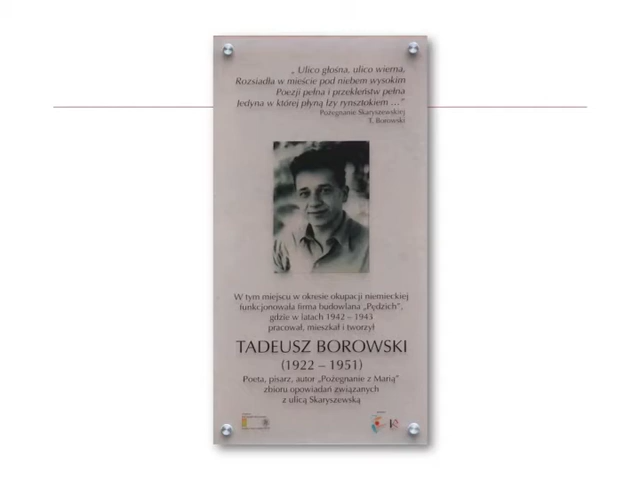 „ Ulico głośna, ulico wierna,
Rozsiadła w mieście pod niebem wysokim
Poezji pełna i przekleństw pełna
Jedyna w której płyną łzy rynsztokiem ..."
Pożegnanie Skaryszewskiej
T. Borowski
W tym miejscu w okresie okupacji niemieckiej
funkcjonowała firma budowlana „Pędzich",
gdzie w latach 1942 – 1943
pracował, mieszkał i tworzył
TADEUSZ BOROWSKI
(1922 – 1951)
Poeta, pisarz, autor „Pożegnanie z Marią"
zbioru opowiadań związanych
z ulicą Skaryszewską